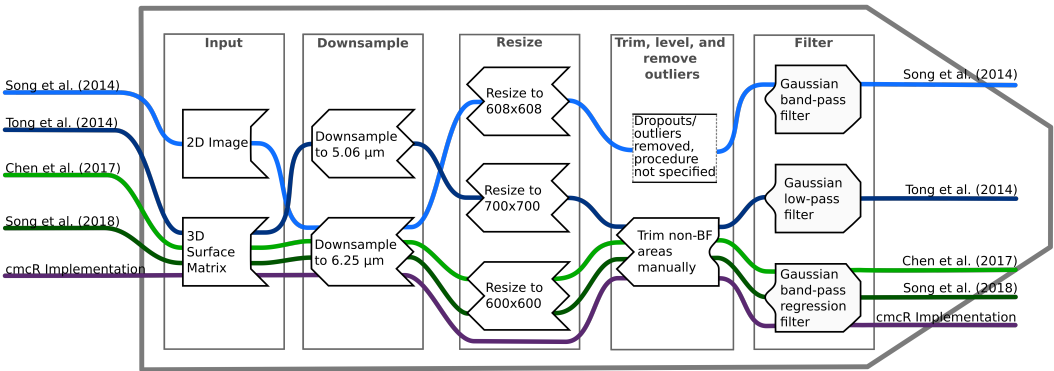 Input
Downsample
Resize
Trim, level, and
remove
outliers
Filter
Song et al. (2014)
Tong et al. (2014)
Chen et al. (2017)
Song et al. (2018)
cmcR Implementation
2D Image
3D
Surface
Matrix
Downsample
to 5.06 μm
Downsample
to 6.25 μm
Resize to
608x608
Resize to
700x700
Resize to
600x600
Dropouts/
outliers
removed,
procedure
not specified
Trim non-BF
areas
manually
Gaussian
band-pass
filter
Gaussian
low-pass
filter
Gaussian
band-pass
regression
filter
Song et al. (2014)
Tong et al. (2014)
Chen et al. (2017)
Song et al. (2018)
cmcR Implementation